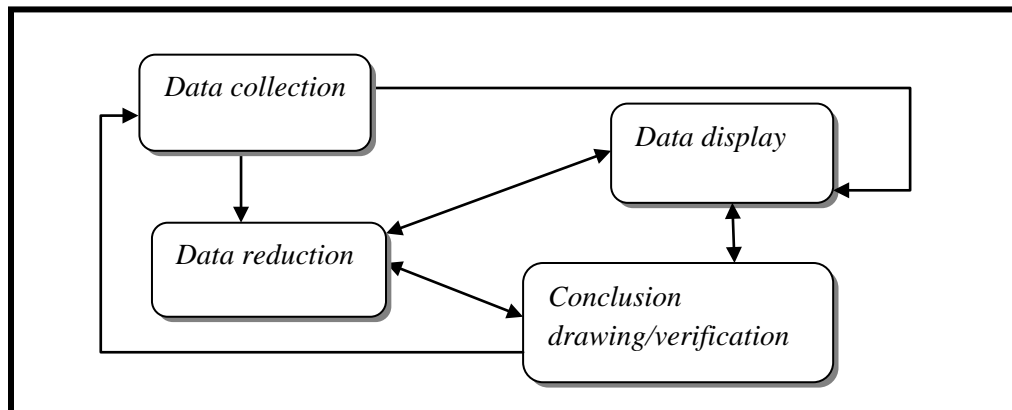 Data collection
Data display
Data reduction
Conclusion
drawing/verification